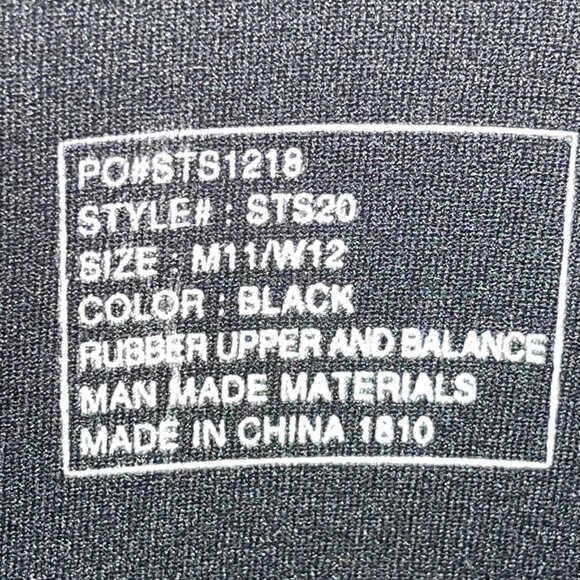 PO#STS1218
STYLE# : STS20
SIZE : M11/W12
COLOR : BLACK
RUBBER UPPER AND BALANCE
MAN MADE MATERIALS
MADE IN CHINA 1810